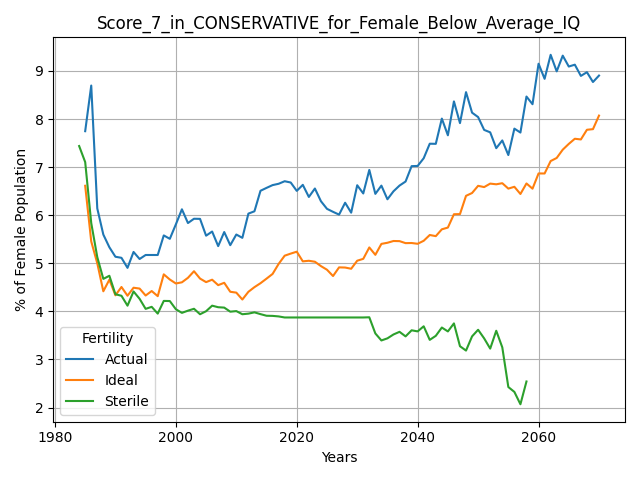 Score_7_in_CONSERVATIVE_for_Female_Below_Average_IQ
% of Female Population
9
8
7
6
5
4
3
2
Fertility
Actual
Ideal
Sterile
1980 2000 2020 2040 2060
Years